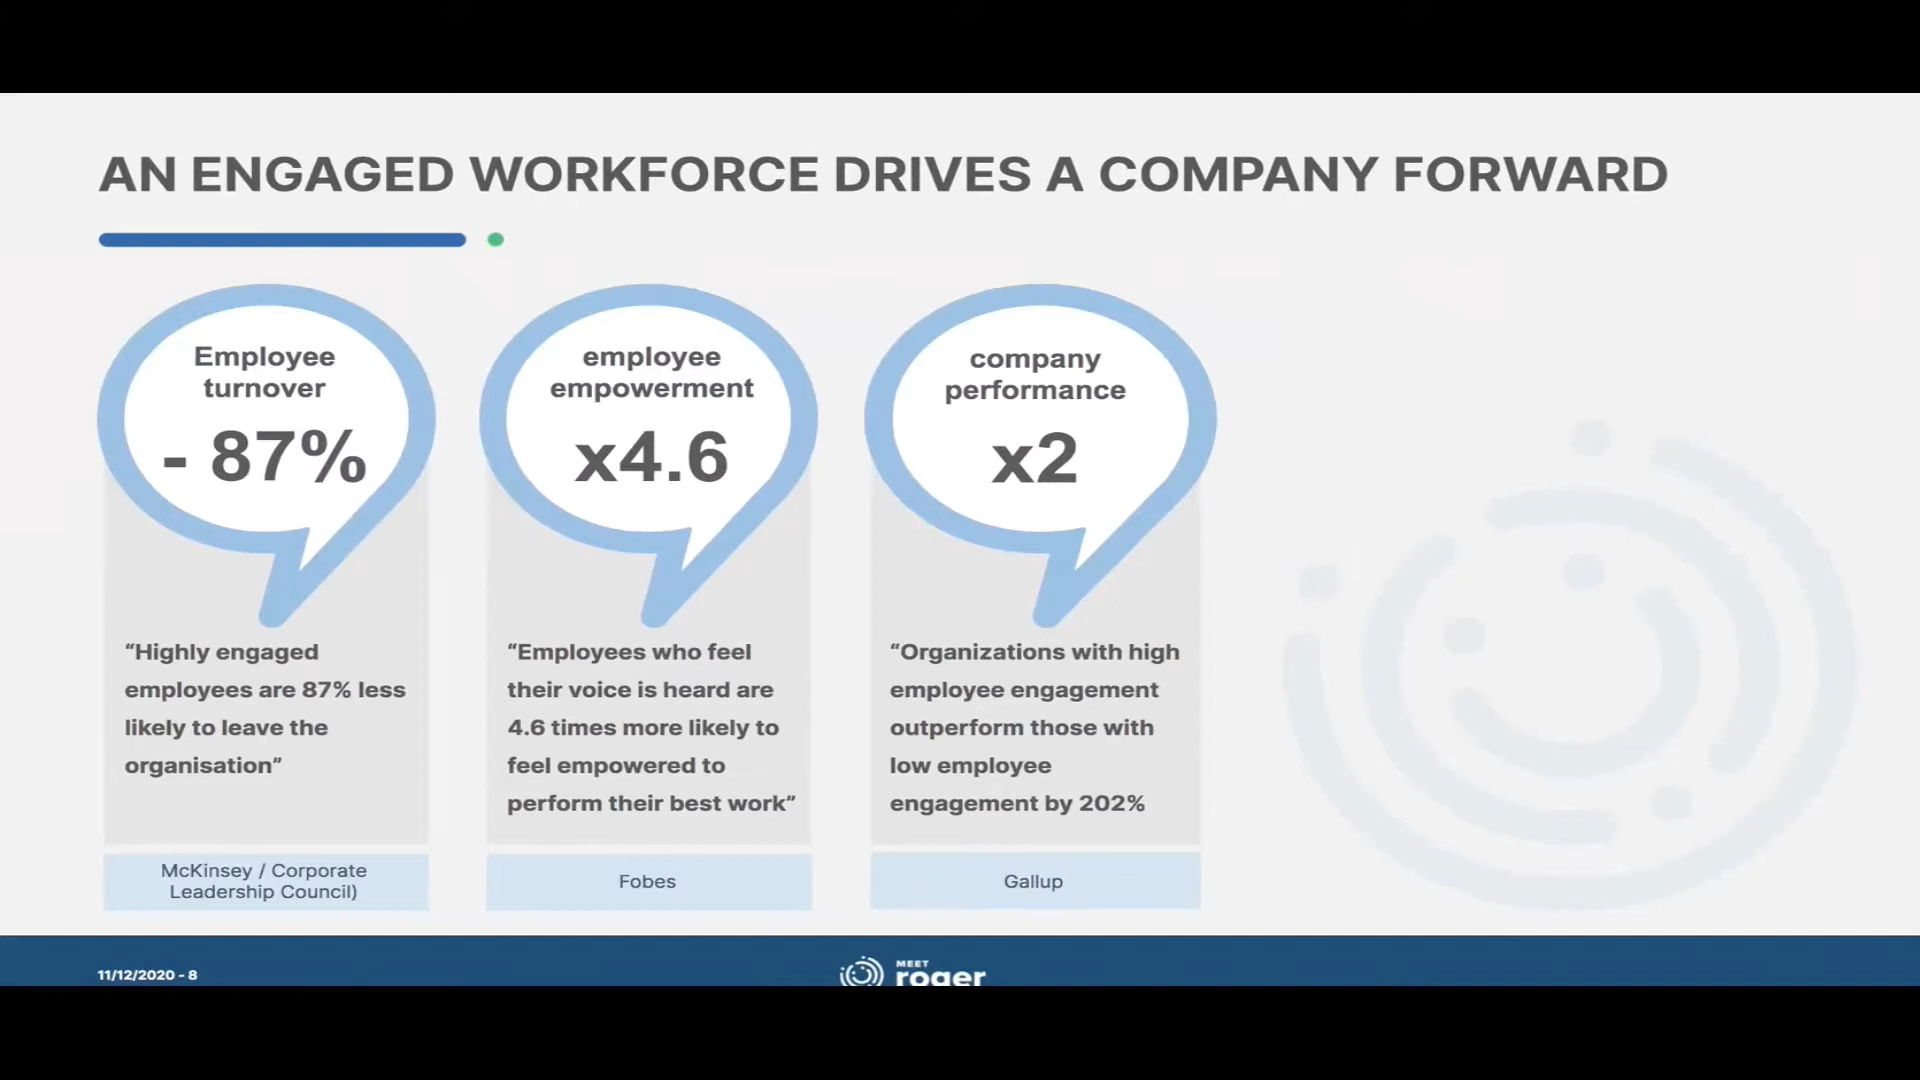 AN ENGAGED WORKFORCE DRIVES A COMPANY FORWARD
Employee
turnover
- 87%
“Highly engaged
employees are 87% less
likely to leave the
organisation”
McKinsey / Corporate
Leadership Council)
employee
empowerment
x4.6
“Employees who feel
their voice is heard are
4.6 times more likely to
feel empowered to
perform their best work”
Fobes
company
performance
x2
“Organizations with high
employee engagement
outperform those with
low employee
engagement by 202%
Gallup
11/12/2020 - 8
MEET
roger